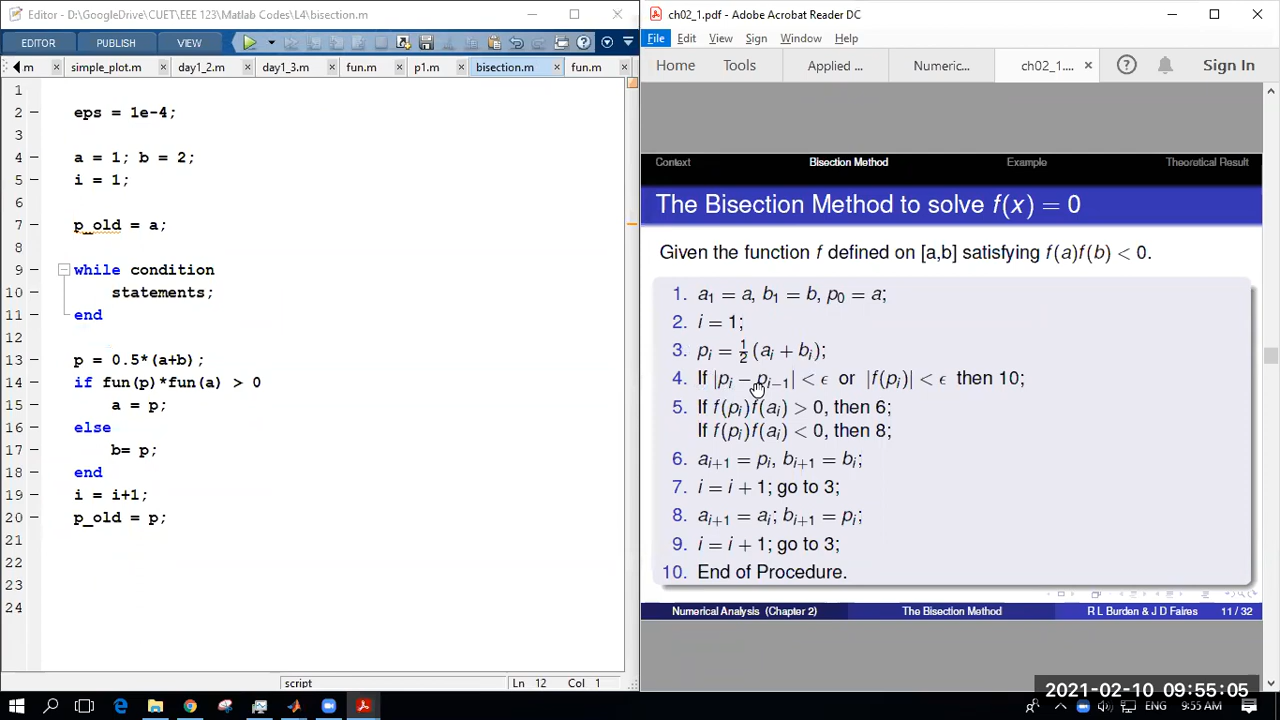 Editor - D:\GoogleDrive\CUET\EEE 123\Matlab Codes\L4\bisection.m
EDITOR PUBLISH VIEW
m simple_plot.m day1_2.m day1_3.m fun.m p1.m bisection.m fun.m
1
2 eps = 1e-4;
3
4 a = 1; b = 2;
5 i = 1;
6
7 p_old = a;
8
9 while condition
10 statements;
11 end
12
13 p = 0.5*(a+b);
14 if fun(p)*fun(a) > 0
15 a = p;
16 else
17 b= p;
18 end
19 i = i+1;
20 p_old = p;
21
22
23
24
script Ln 12 Col 1
ch02_1.pdf - Adobe Acrobat Reader DC
File Edit View Sign Window Help
Home Tools Applied ... Numeric... ch02_1.... Sign In
Context Bisection Method Example Theoretical Result
The Bisection Method to solve f(x) = 0
Given the function f defined on [a,b] satisfying f(a)f(b) < 0.
1. a₁ = a, b₁ = b, p₀ = a;
2. i = 1;
3. pᵢ = ½ (aᵢ + bᵢ);
4. If |pᵢ − pᵢ₋₁| < ϵ or |f(pᵢ)| < ϵ then 10;
5. If f(pᵢ)f(aᵢ) > 0, then 6;
If f(pᵢ)f(aᵢ) < 0, then 8;
6. aᵢ₊₁ = pᵢ, bᵢ₊₁ = bᵢ;
7. i = i + 1; go to 3;
8. aᵢ₊₁ = aᵢ; bᵢ₊₁ = pᵢ;
9. i = i + 1; go to 3;
10. End of Procedure.
Numerical Analysis (Chapter 2) The Bisection Method R L Burden & J D Faires 11 / 32
2021-02-10 09:55:05
ENG 9:55 AM